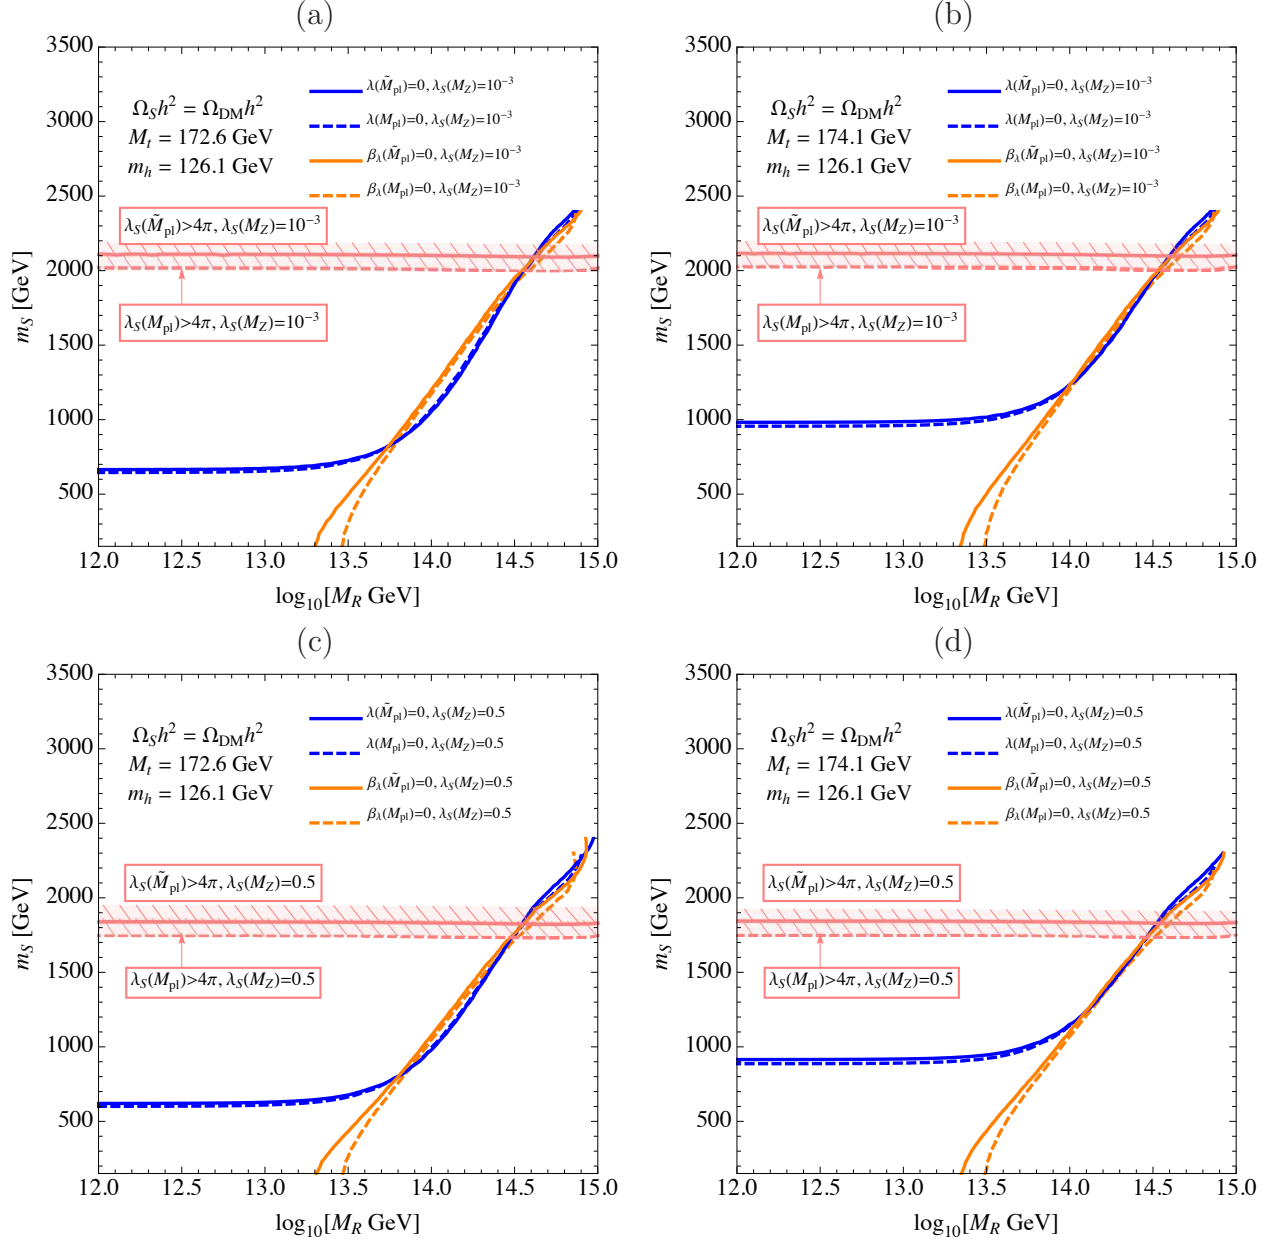 (a)
3500
3000
2500
2000
1500
1000
500
m_S [GeV]
Ω_S h² = Ω_DM h²
M_t = 172.6 GeV
m_h = 126.1 GeV
λ(M̃_pl)=0, λ_S(M_Z)=10⁻³
λ(M_pl)=0, λ_S(M_Z)=10⁻³
β_λ(M̃_pl)=0, λ_S(M_Z)=10⁻³
β_λ(M_pl)=0, λ_S(M_Z)=10⁻³
λ_S(M̃_pl)>4π, λ_S(M_Z)=10⁻³
λ_S(M_pl)>4π, λ_S(M_Z)=10⁻³
12.0 12.5 13.0 13.5 14.0 14.5 15.0
log₁₀[M_R GeV]
(b)
3500
3000
2500
2000
1500
1000
500
m_S [GeV]
Ω_S h² = Ω_DM h²
M_t = 174.1 GeV
m_h = 126.1 GeV
λ(M̃_pl)=0, λ_S(M_Z)=10⁻³
λ(M_pl)=0, λ_S(M_Z)=10⁻³
β_λ(M̃_pl)=0, λ_S(M_Z)=10⁻³
β_λ(M_pl)=0, λ_S(M_Z)=10⁻³
λ_S(M̃_pl)>4π, λ_S(M_Z)=10⁻³
λ_S(M_pl)>4π, λ_S(M_Z)=10⁻³
12.0 12.5 13.0 13.5 14.0 14.5 15.0
log₁₀[M_R GeV]
(c)
3500
3000
2500
2000
1500
1000
500
m_S [GeV]
Ω_S h² = Ω_DM h²
M_t = 172.6 GeV
m_h = 126.1 GeV
λ(M̃_pl)=0, λ_S(M_Z)=0.5
λ(M_pl)=0, λ_S(M_Z)=0.5
β_λ(M̃_pl)=0, λ_S(M_Z)=0.5
β_λ(M_pl)=0, λ_S(M_Z)=0.5
λ_S(M̃_pl)>4π, λ_S(M_Z)=0.5
λ_S(M_pl)>4π, λ_S(M_Z)=0.5
12.0 12.5 13.0 13.5 14.0 14.5 15.0
log₁₀[M_R GeV]
(d)
3500
3000
2500
2000
1500
1000
500
m_S [GeV]
Ω_S h² = Ω_DM h²
M_t = 174.1 GeV
m_h = 126.1 GeV
λ(M̃_pl)=0, λ_S(M_Z)=0.5
λ(M_pl)=0, λ_S(M_Z)=0.5
β_λ(M̃_pl)=0, λ_S(M_Z)=0.5
β_λ(M_pl)=0, λ_S(M_Z)=0.5
λ_S(M̃_pl)>4π, λ_S(M_Z)=0.5
λ_S(M_pl)>4π, λ_S(M_Z)=0.5
12.0 12.5 13.0 13.5 14.0 14.5 15.0
log₁₀[M_R GeV]